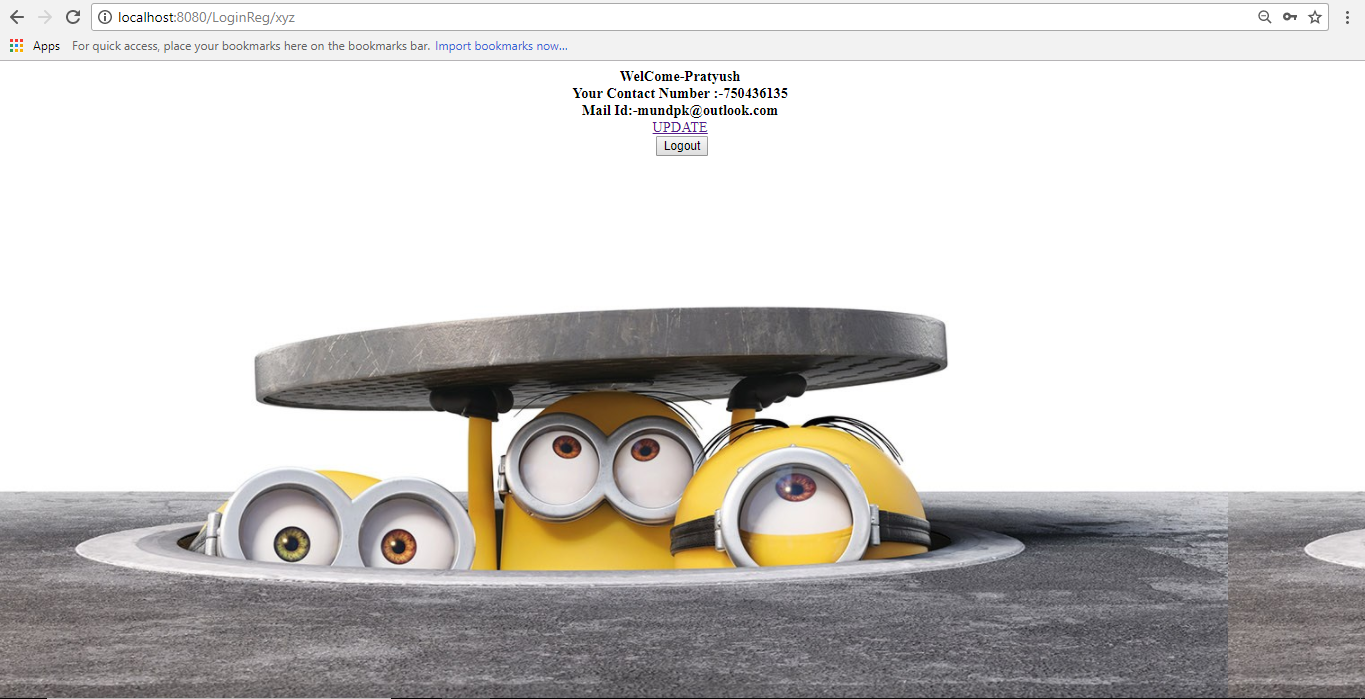 localhost:8080/LoginReg/xyz
Apps For quick access, place your bookmarks here on the bookmarks bar. Import bookmarks now...
WelCome-Pratyush
Your Contact Number :-750436135
Mail Id:-mundpk@outlook.com
UPDATE
Logout